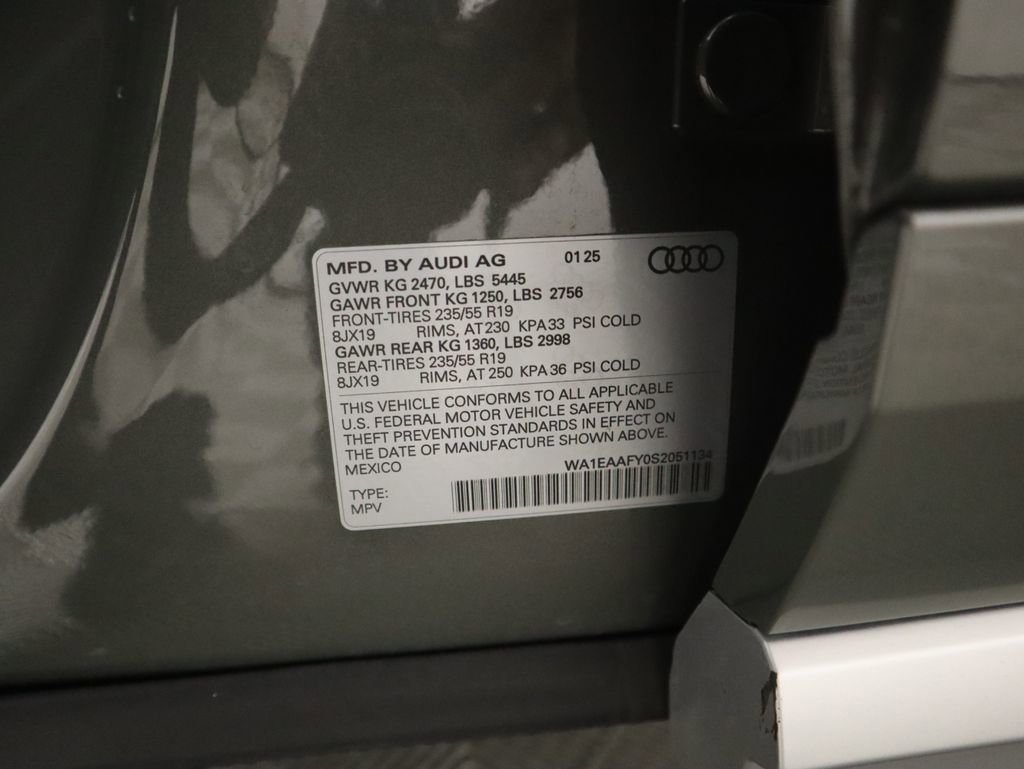 MFD. BY AUDI AG 01 25
GVWR KG 2470, LBS 5445
GAWR FRONT KG 1250, LBS 2756
FRONT-TIRES 235/55 R19
8JX19 RIMS, AT 230 KPA 33 PSI COLD
GAWR REAR KG 1360, LBS 2998
REAR-TIRES 235/55 R19
8JX19 RIMS, AT 250 KPA 36 PSI COLD
THIS VEHICLE CONFORMS TO ALL APPLICABLE
U.S. FEDERAL MOTOR VEHICLE SAFETY AND
THEFT PREVENTION STANDARDS IN EFFECT ON
THE DATE OF MANUFACTURE SHOWN ABOVE.
MEXICO
WA1EAAFY0S2051134
TYPE:
MPV